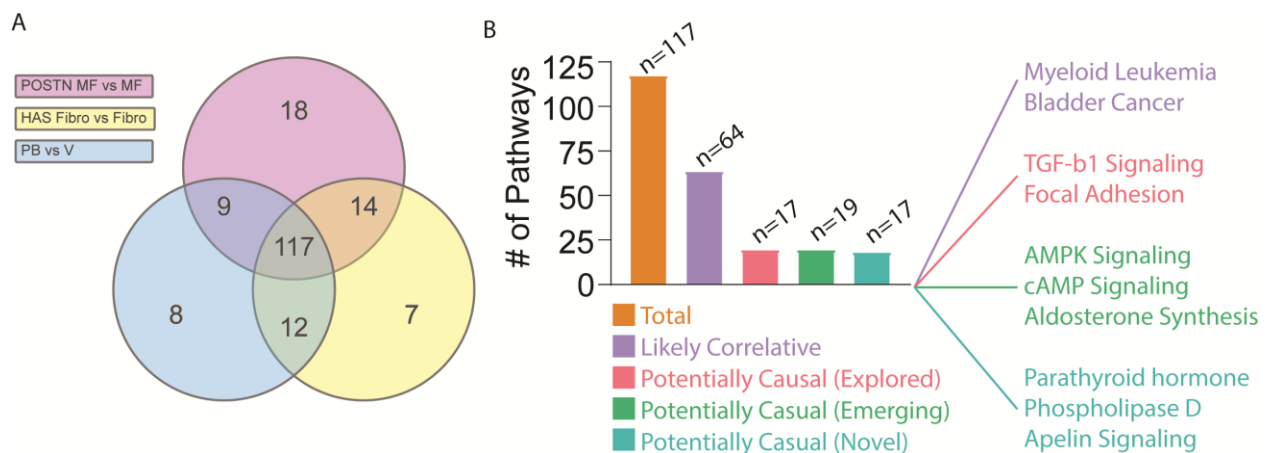 A
POSTN MF vs MF
HAS Fibro vs Fibro
PB vs V
18
9
14
117
8
12
7
B
# of Pathways
125
100
75
50
25
0
n=117
n=64
n=17
n=19
n=17
Total
Likely Correlative
Potentially Causal (Explored)
Potentially Casual (Emerging)
Potentially Casual (Novel)
Myeloid Leukemia
Bladder Cancer
TGF-b1 Signaling
Focal Adhesion
AMPK Signaling
cAMP Signaling
Aldosterone Synthesis
Parathyroid hormone
Phospholipase D
Apelin Signaling